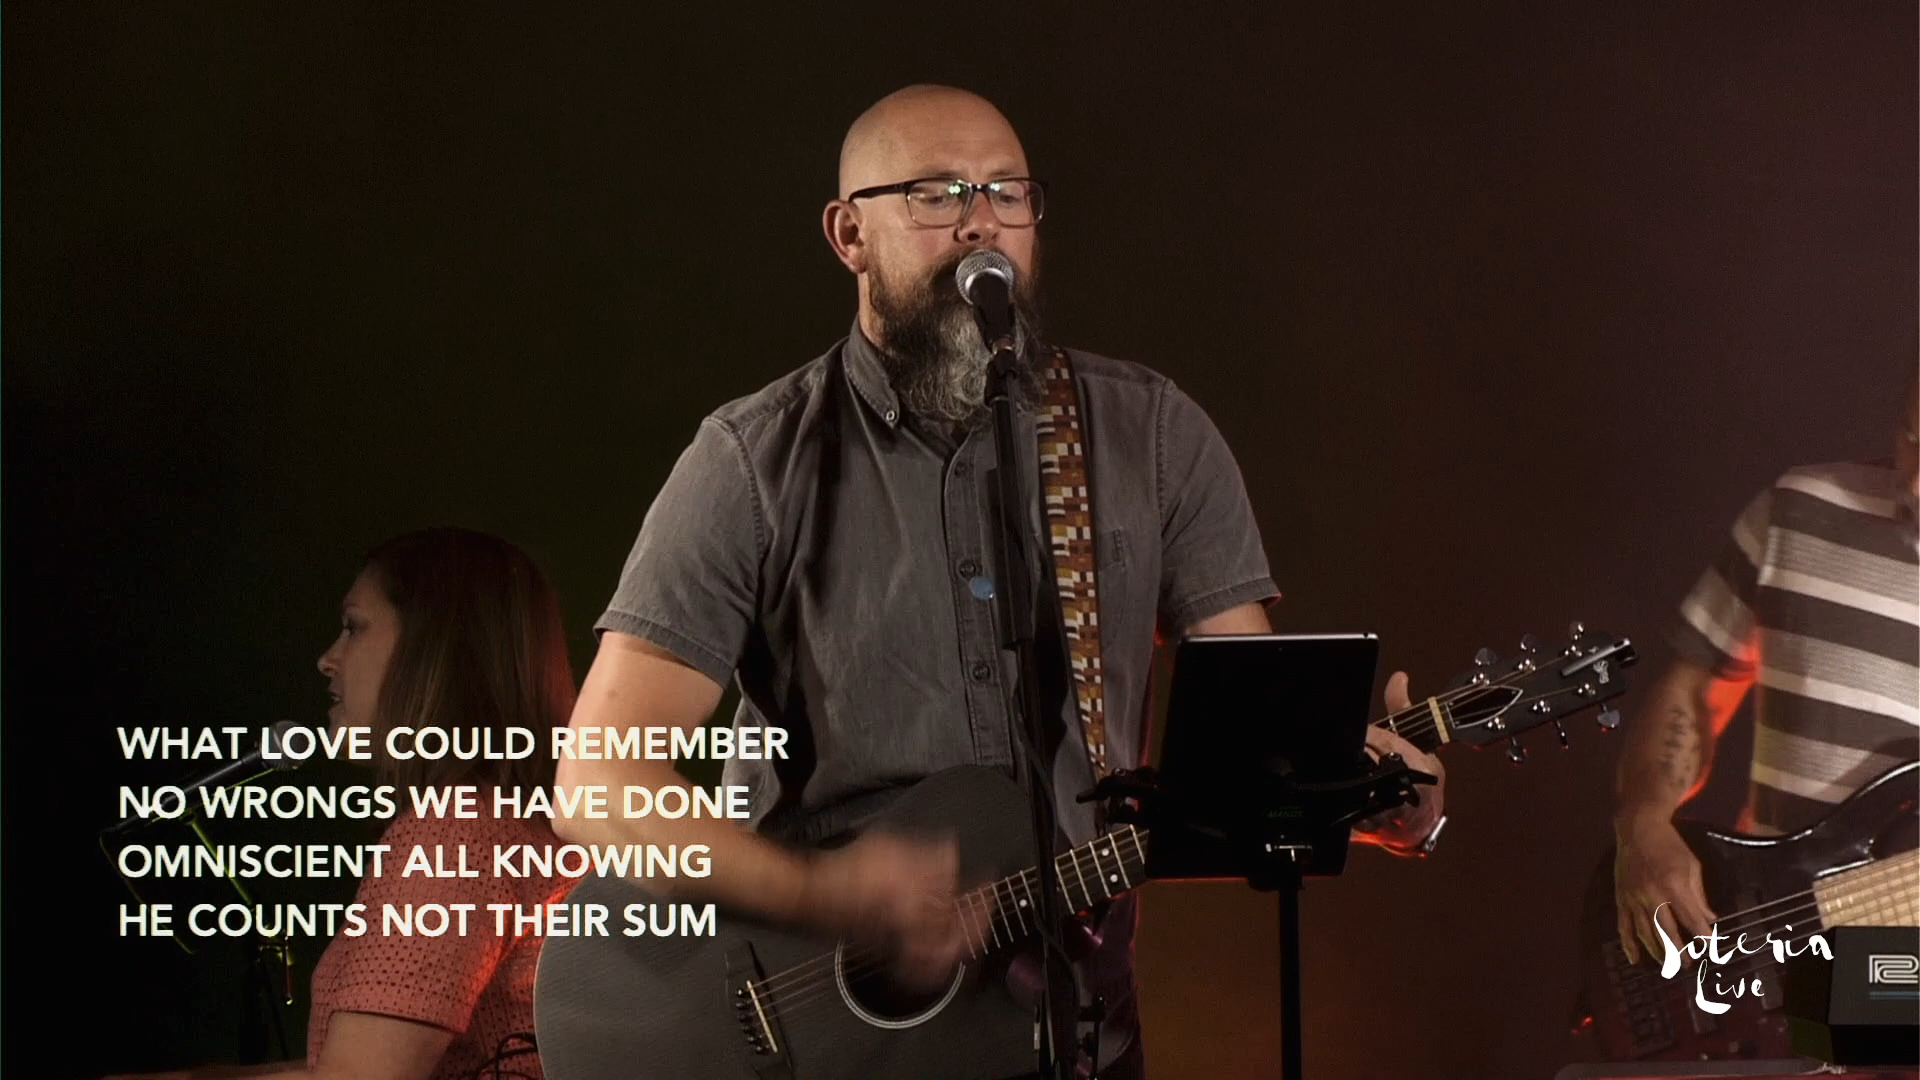 WHAT LOVE COULD REMEMBER
NO WRONGS WE HAVE DONE
OMNISCIENT ALL KNOWING
HE COUNTS NOT THEIR SUM
Soteria
Live